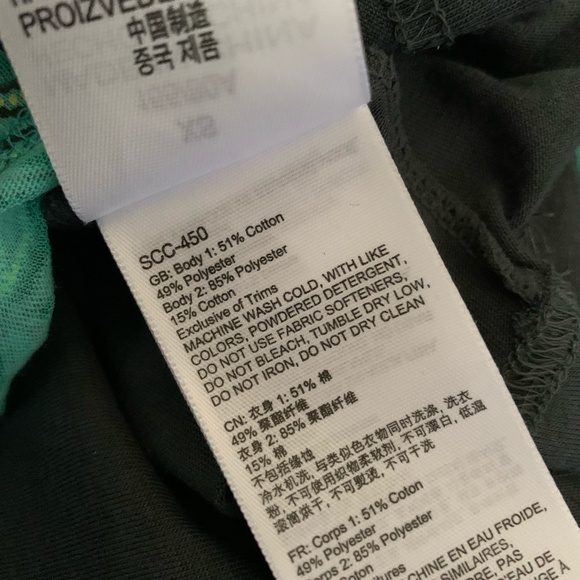 PROIZVEDE
中国制造
중국 제품
SCC-450
GB: Body 1: 51% Cotton
49% Polyester
Body 2: 85% Polyester
15% Cotton
Exclusive of Trims
MACHINE WASH COLD, WITH LIKE
COLORS, POWDERED DETERGENT,
DO NOT USE FABRIC SOFTENERS,
DO NOT BLEACH, TUMBLE DRY LOW,
DO NOT IRON, DO NOT DRY CLEAN
CN: 衣身 1: 51% 棉
49% 聚酯纤维
衣身 2: 85% 聚酯纤维
15% 棉
不包括缘蚀
冷水机洗, 与类似色衣物同时洗涤, 洗衣
粉, 不可使用织物柔软剂, 不可漂白, 低温
滚筒烘干, 不可熨烫, 不可干洗
FR: Corps 1: 51% Coton
49% Polyester
Corps 2: 85% Polyester
Coton
CHINE EN EAU FROIDE,
SIMILAIRES,
PAS